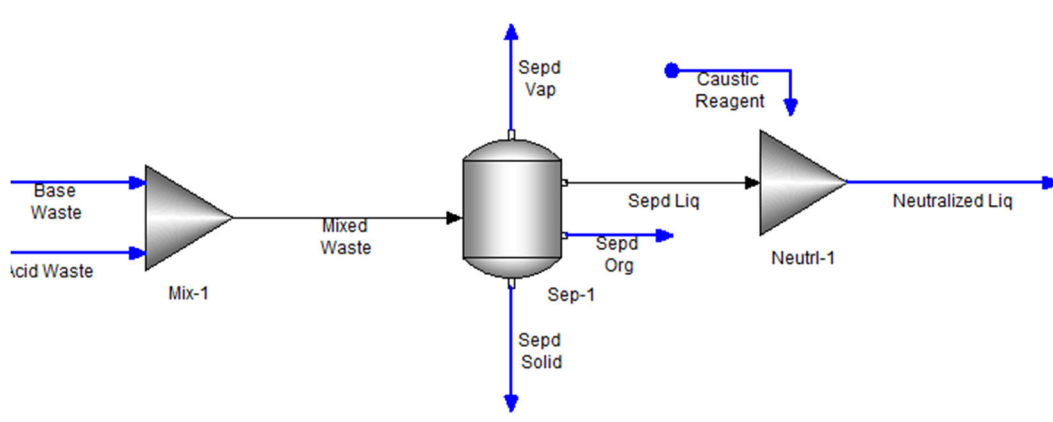 Sepd
Vap
Caustic
Reagent
Base
Waste
Mixed
Waste
Sepd Liq
Neutralized Liq
Acid Waste
Sepd
Org
Neutrl-1
Mix-1
Sep-1
Sepd
Solid